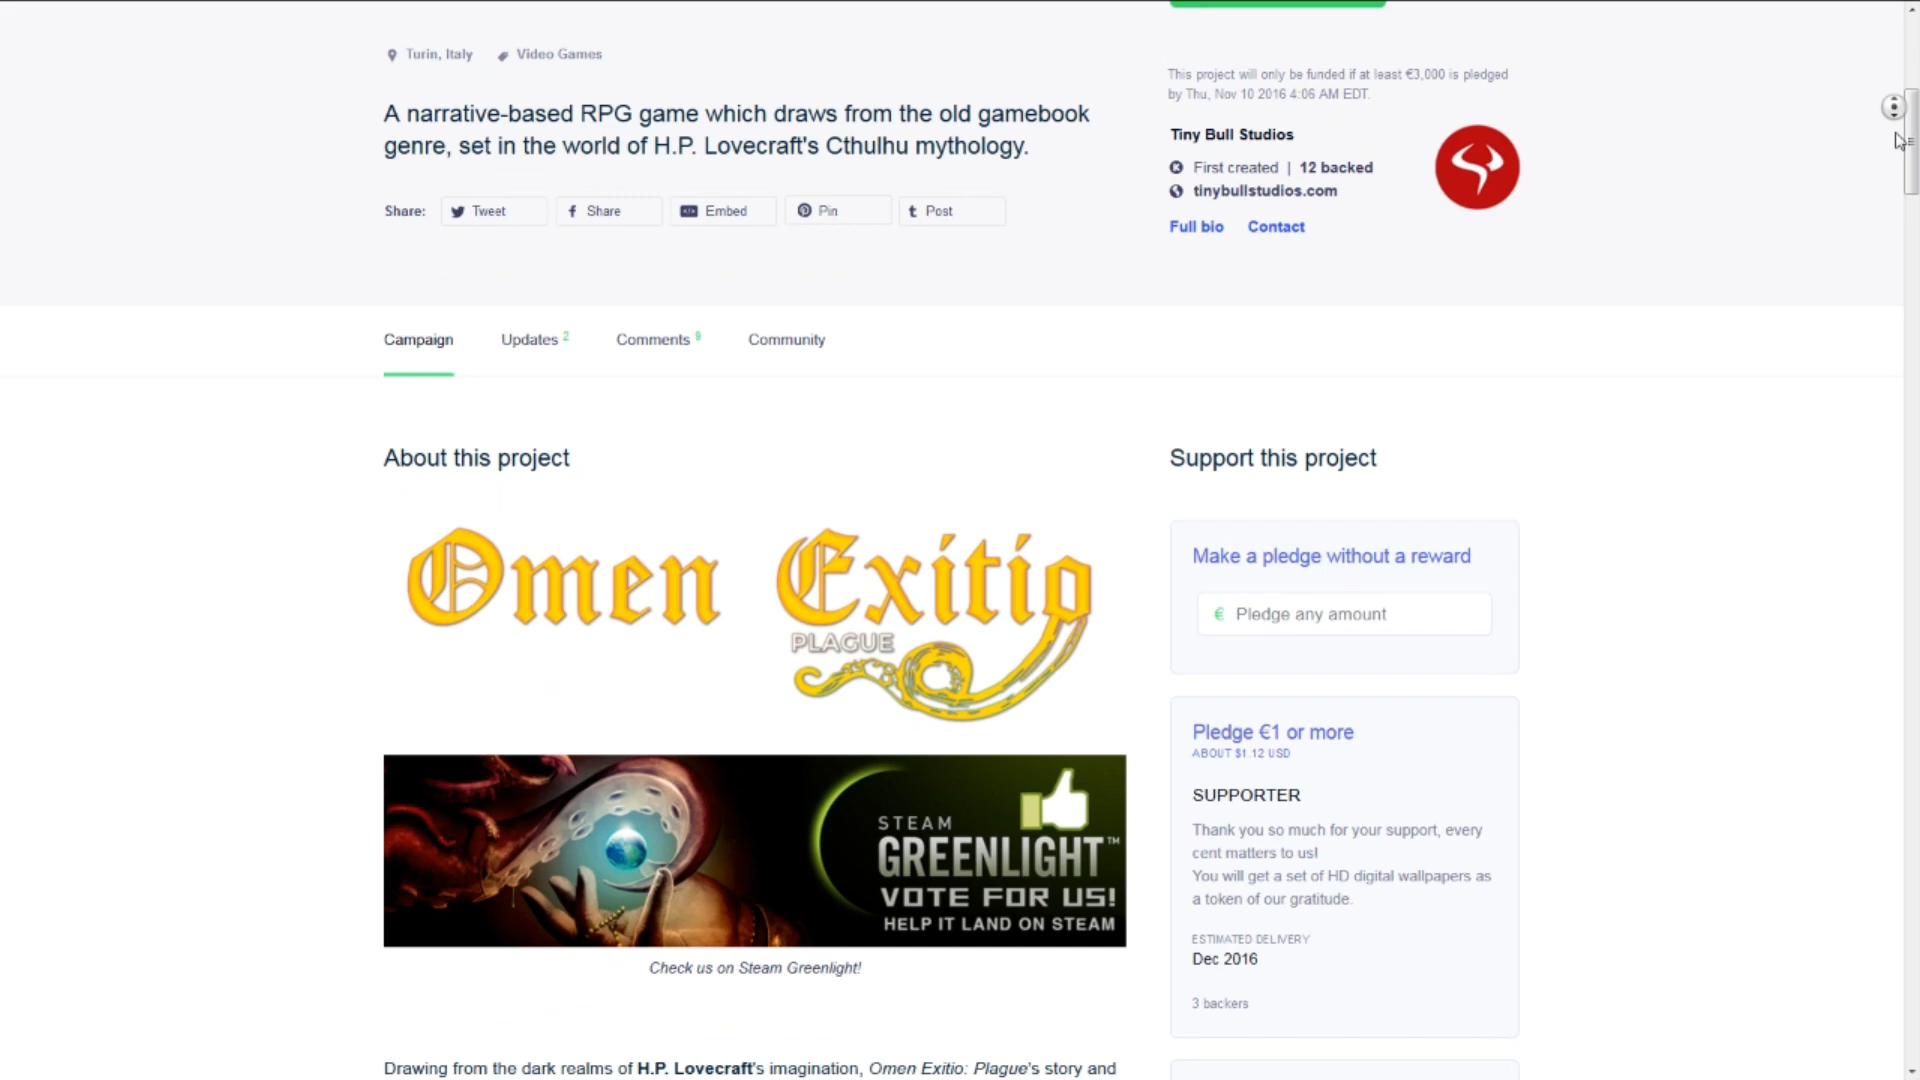 Turin, Italy Video Games
A narrative-based RPG game which draws from the old gamebook
genre, set in the world of H.P. Lovecraft's Cthulhu mythology.
Share: Tweet Share Embed Pin Post
This project will only be funded if at least €3,000 is pledged
by Thu, Nov 10 2016 4:06 AM EDT.
Tiny Bull Studios
First created | 12 backed
tinybullstudios.com
Full bio Contact
Campaign Updates 2 Comments 9 Community
About this project
Omen Exitio
PLAGUE
STEAM
GREENLIGHT™
VOTE FOR US!
HELP IT LAND ON STEAM
Check us on Steam Greenlight!
Drawing from the dark realms of H.P. Lovecraft's imagination, Omen Exitio: Plague's story and
Support this project
Make a pledge without a reward
€ Pledge any amount
Pledge €1 or more
ABOUT $1.12 USD
SUPPORTER
Thank you so much for your support, every
cent matters to us!
You will get a set of HD digital wallpapers as
a token of our gratitude.
ESTIMATED DELIVERY
Dec 2016
3 backers